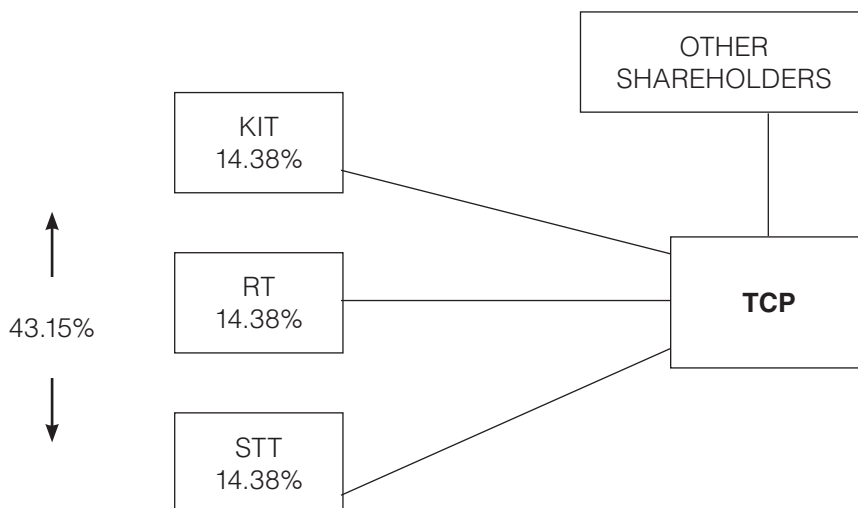 OTHER
SHAREHOLDERS
KIT
14.38%
RT
14.38%
TCP
43.15%
STT
14.38%